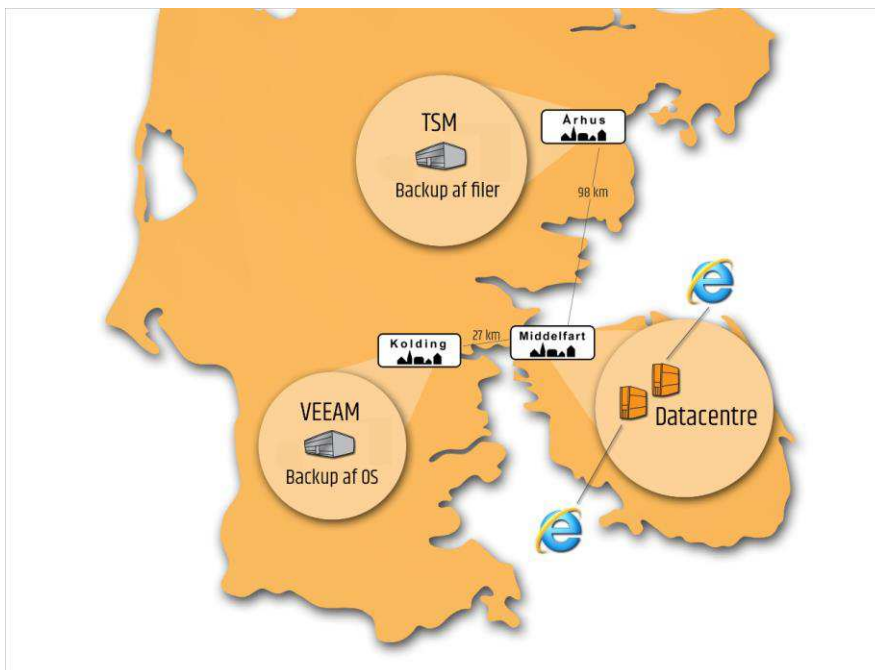 TSM
Backup af filer
Århus
98 km
Kolding
27 km
Middelfart
VEEAM
Backup af OS
Datacentre